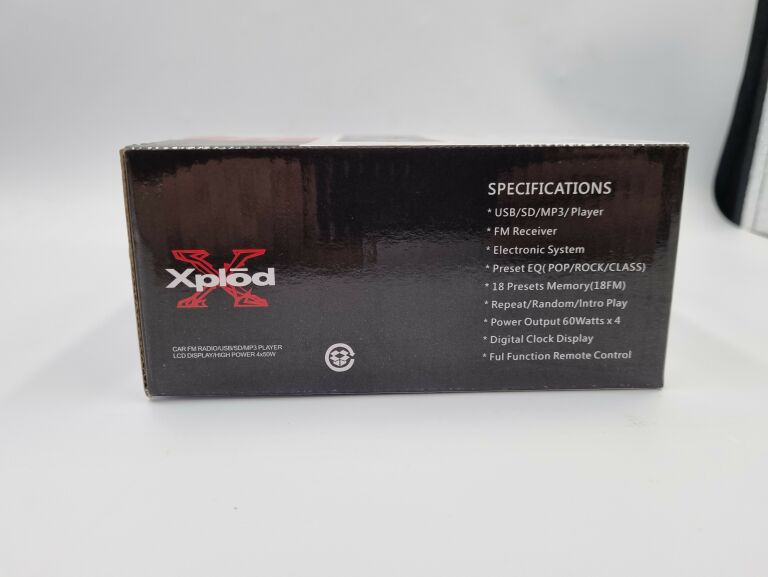 Xplōd
CAR FM RADIO/USB/SD/MP3 PLAYER
LCD DISPLAY/HIGH POWER 4x50W
SPECIFICATIONS
* USB/SD/MP3/Player
* FM Receiver
* Electronic System
* Preset EQ( POP/ROCK/CLASS)
* 18 Presets Memory(18FM)
* Repeat/Random/Intro Play
* Power Output 60Watts x 4
* Digital Clock Display
* Ful Function Remote Control